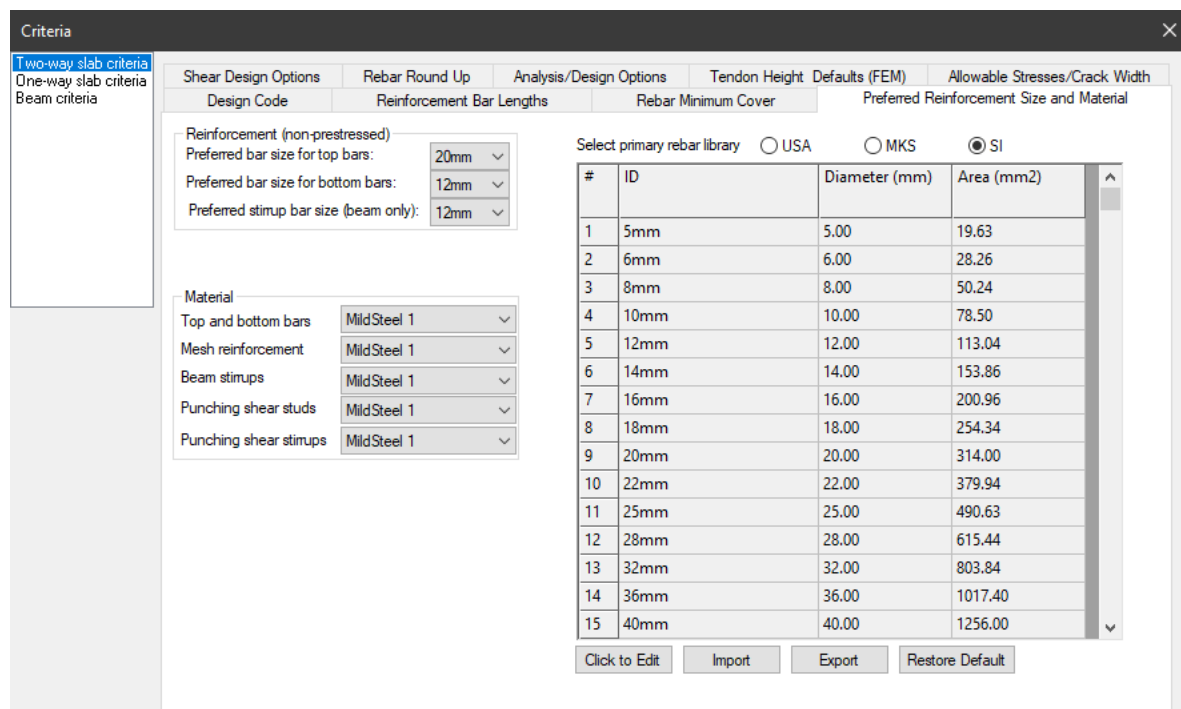 Criteria
Two-way slab criteria
One-way slab criteria
Beam criteria
Shear Design Options Rebar Round Up Analysis/Design Options Tendon Height Defaults (FEM) Allowable Stresses/Crack Width
Design Code Reinforcement Bar Lengths Rebar Minimum Cover Preferred Reinforcement Size and Material
Reinforcement (non-prestressed)
Preferred bar size for top bars: 20mm
Preferred bar size for bottom bars: 12mm
Preferred stirrup bar size (beam only): 12mm
Material
Top and bottom bars MildSteel 1
Mesh reinforcement MildSteel 1
Beam stirrups MildSteel 1
Punching shear studs MildSteel 1
Punching shear stirrups MildSteel 1
Select primary rebar library USA MKS SI
# ID Diameter (mm) Area (mm2)
1 5mm 5.00 19.63
2 6mm 6.00 28.26
3 8mm 8.00 50.24
4 10mm 10.00 78.50
5 12mm 12.00 113.04
6 14mm 14.00 153.86
7 16mm 16.00 200.96
8 18mm 18.00 254.34
9 20mm 20.00 314.00
10 22mm 22.00 379.94
11 25mm 25.00 490.63
12 28mm 28.00 615.44
13 32mm 32.00 803.84
14 36mm 36.00 1017.40
15 40mm 40.00 1256.00
Click to Edit Import Export Restore Default